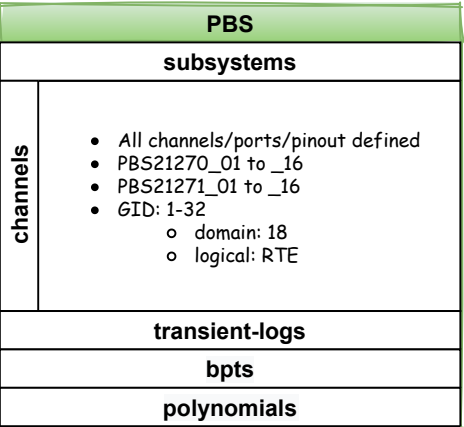 PBS
subsystems
channels
• All channels/ports/pinout defined
• PBS21270_01 to _16
• PBS21271_01 to _16
• GID: 1-32
o domain: 18
o logical: RTE
transient-logs
bpts
polynomials